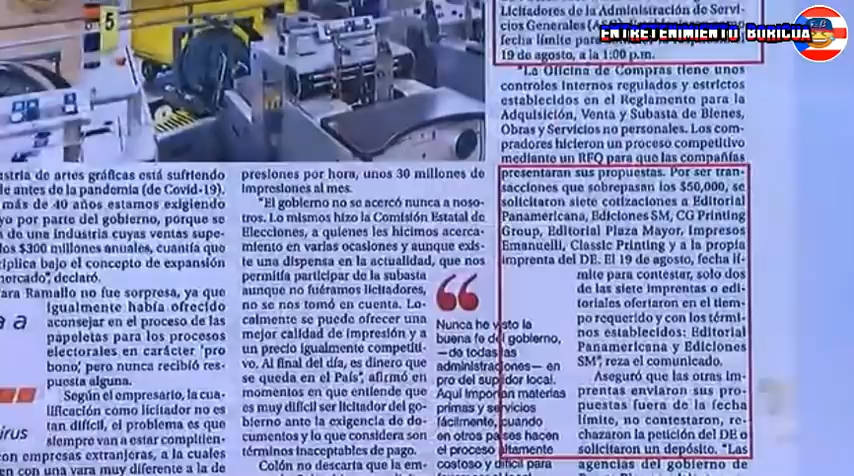 5
ENTRETENIMIENTO BORICUA
ustria de artes gráficas está sufriendo
le antes de la pandemia (de Covid-19).
más de 40 años estamos exigiendo
yo por parte del gobierno, porque se
a de una industria cuyas ventas supe-
los $300 millones anuales, cuantía que
riplica bajo el concepto de expansión
mercado”, declaró.
ara Ramallo no fue sorpresa, ya que
igualmente había ofrecido
aconsejar en el proceso de las
papeletas para los procesos
electorales en carácter ‘pro
bono’, pero nunca recibió res-
puesta alguna.
Según el empresario, la cua-
lificación como licitador no es
tan difícil, el problema es que
siempre van a estar compitien-
con empresas extranjeras, a la cuales
en con una vara muy diferente a la de
a a
irus
presiones por hora, unos 30 millones de
impresiones al mes.
“El gobierno no se acercó nunca a noso-
tros. Lo mismos hizo la Comisión Estatal de
Elecciones, a quienes les hicimos acerca-
miento en varias ocasiones y aunque exis-
te una dispensa en la actualidad, que nos
permitía participar de la subasta
aunque no fuéramos licitadores,
no se nos tomó en cuenta. Lo-
calmente se puede ofrecer una
mejor calidad de impresión y a
un precio igualmente competiti-
vo. Al final del día, es dinero que
se queda en el País”, afirmó en
momentos en que entiende que
es muy difícil ser licitador del go-
bierno ante la exigencia de do-
cumentos y lo que considera son
términos inaceptables de pago.
Colón no descarta que la em-
“
Nunca he visto la
buena fe del gobierno,
—de todas las
administraciones— en
pro del supidor local.
Aquí importan materias
primas y servicios
fácilmente, cuando
en otros países hacen
el proceso altamente
costoso y difícil para
Licitadores de la Administración de Servi-
cios Generales
fecha límite para
19 de agosto, a la 1:00 p.m.
“La Oficina de Compras tiene unos
controles internos regulados y estrictos
establecidos en el Reglamento para la
Adquisición, Venta y Subasta de Bienes,
Obras y Servicios no personales. Los com-
pradores hicieron un proceso competitivo
mediante un RFQ para que las compañías
presentaran sus propuestas. Por ser tran-
sacciones que sobrepasan los $50,000, se
solicitaron siete cotizaciones a Editorial
Panamericana, Ediciones SM, CG Printing
Group, Editorial Plaza Mayor, Impresos
Emanuelli, Classic Printing y a la propia
imprenta del DE. El 19 de agosto, fecha lí-
mite para contestar, solo dos
de las siete imprentas o edi-
toriales ofertaron en el tiem-
po requerido y con los térmi-
nos establecidos: Editorial
Panamericana y Ediciones
SM”, reza el comunicado.
Aseguró que las otras im-
prentas enviaron sus pro-
puestas fuera de la fecha
límite, no contestaron, re-
chazaron la petición del DE o
solicitaron un depósito. “Las
agencias del gobierno de